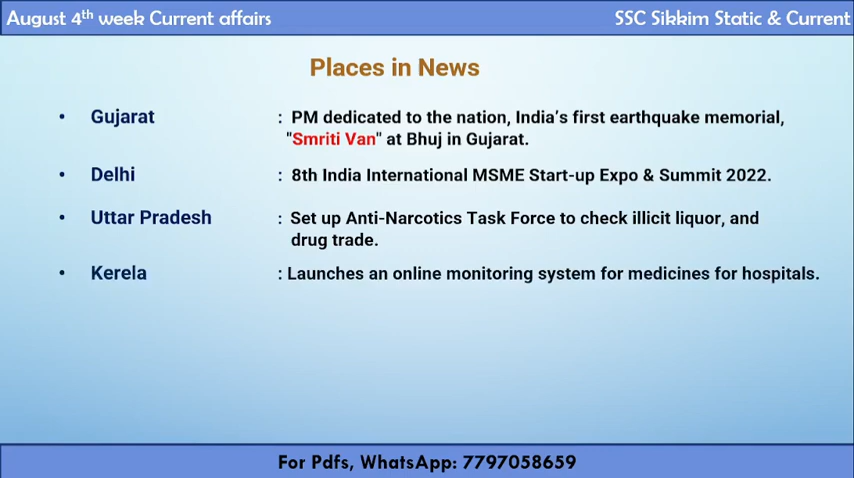 August 4th week Current affairs
SSC Sikkim Static & Current
Places in News
• Gujarat : PM dedicated to the nation, India's first earthquake memorial,
"Smriti Van" at Bhuj in Gujarat.
• Delhi : 8th India International MSME Start-up Expo & Summit 2022.
• Uttar Pradesh : Set up Anti-Narcotics Task Force to check illicit liquor, and
drug trade.
• Kerela : Launches an online monitoring system for medicines for hospitals.
For Pdfs, WhatsApp: 7797058659